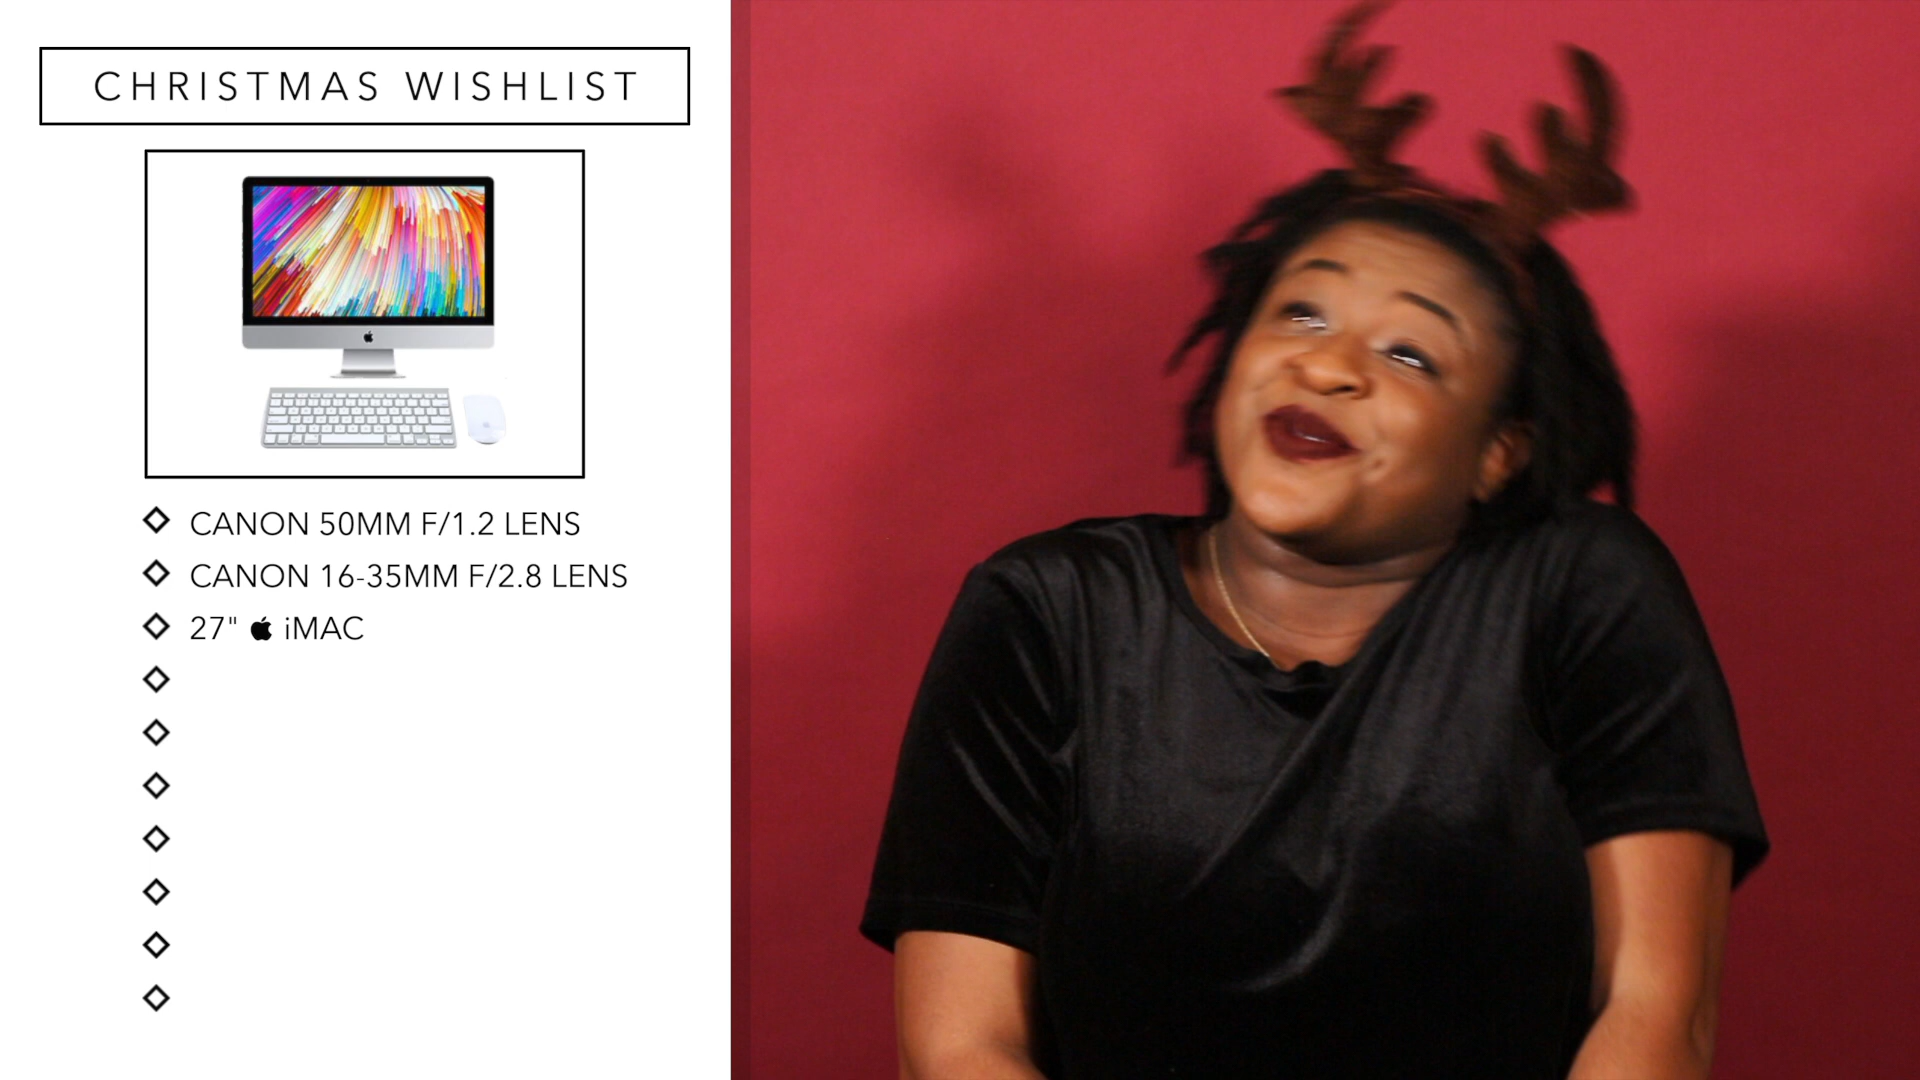 CHRISTMAS WISHLIST
CANON 50MM F/1.2 LENS
CANON 16-35MM F/2.8 LENS
27" iMAC